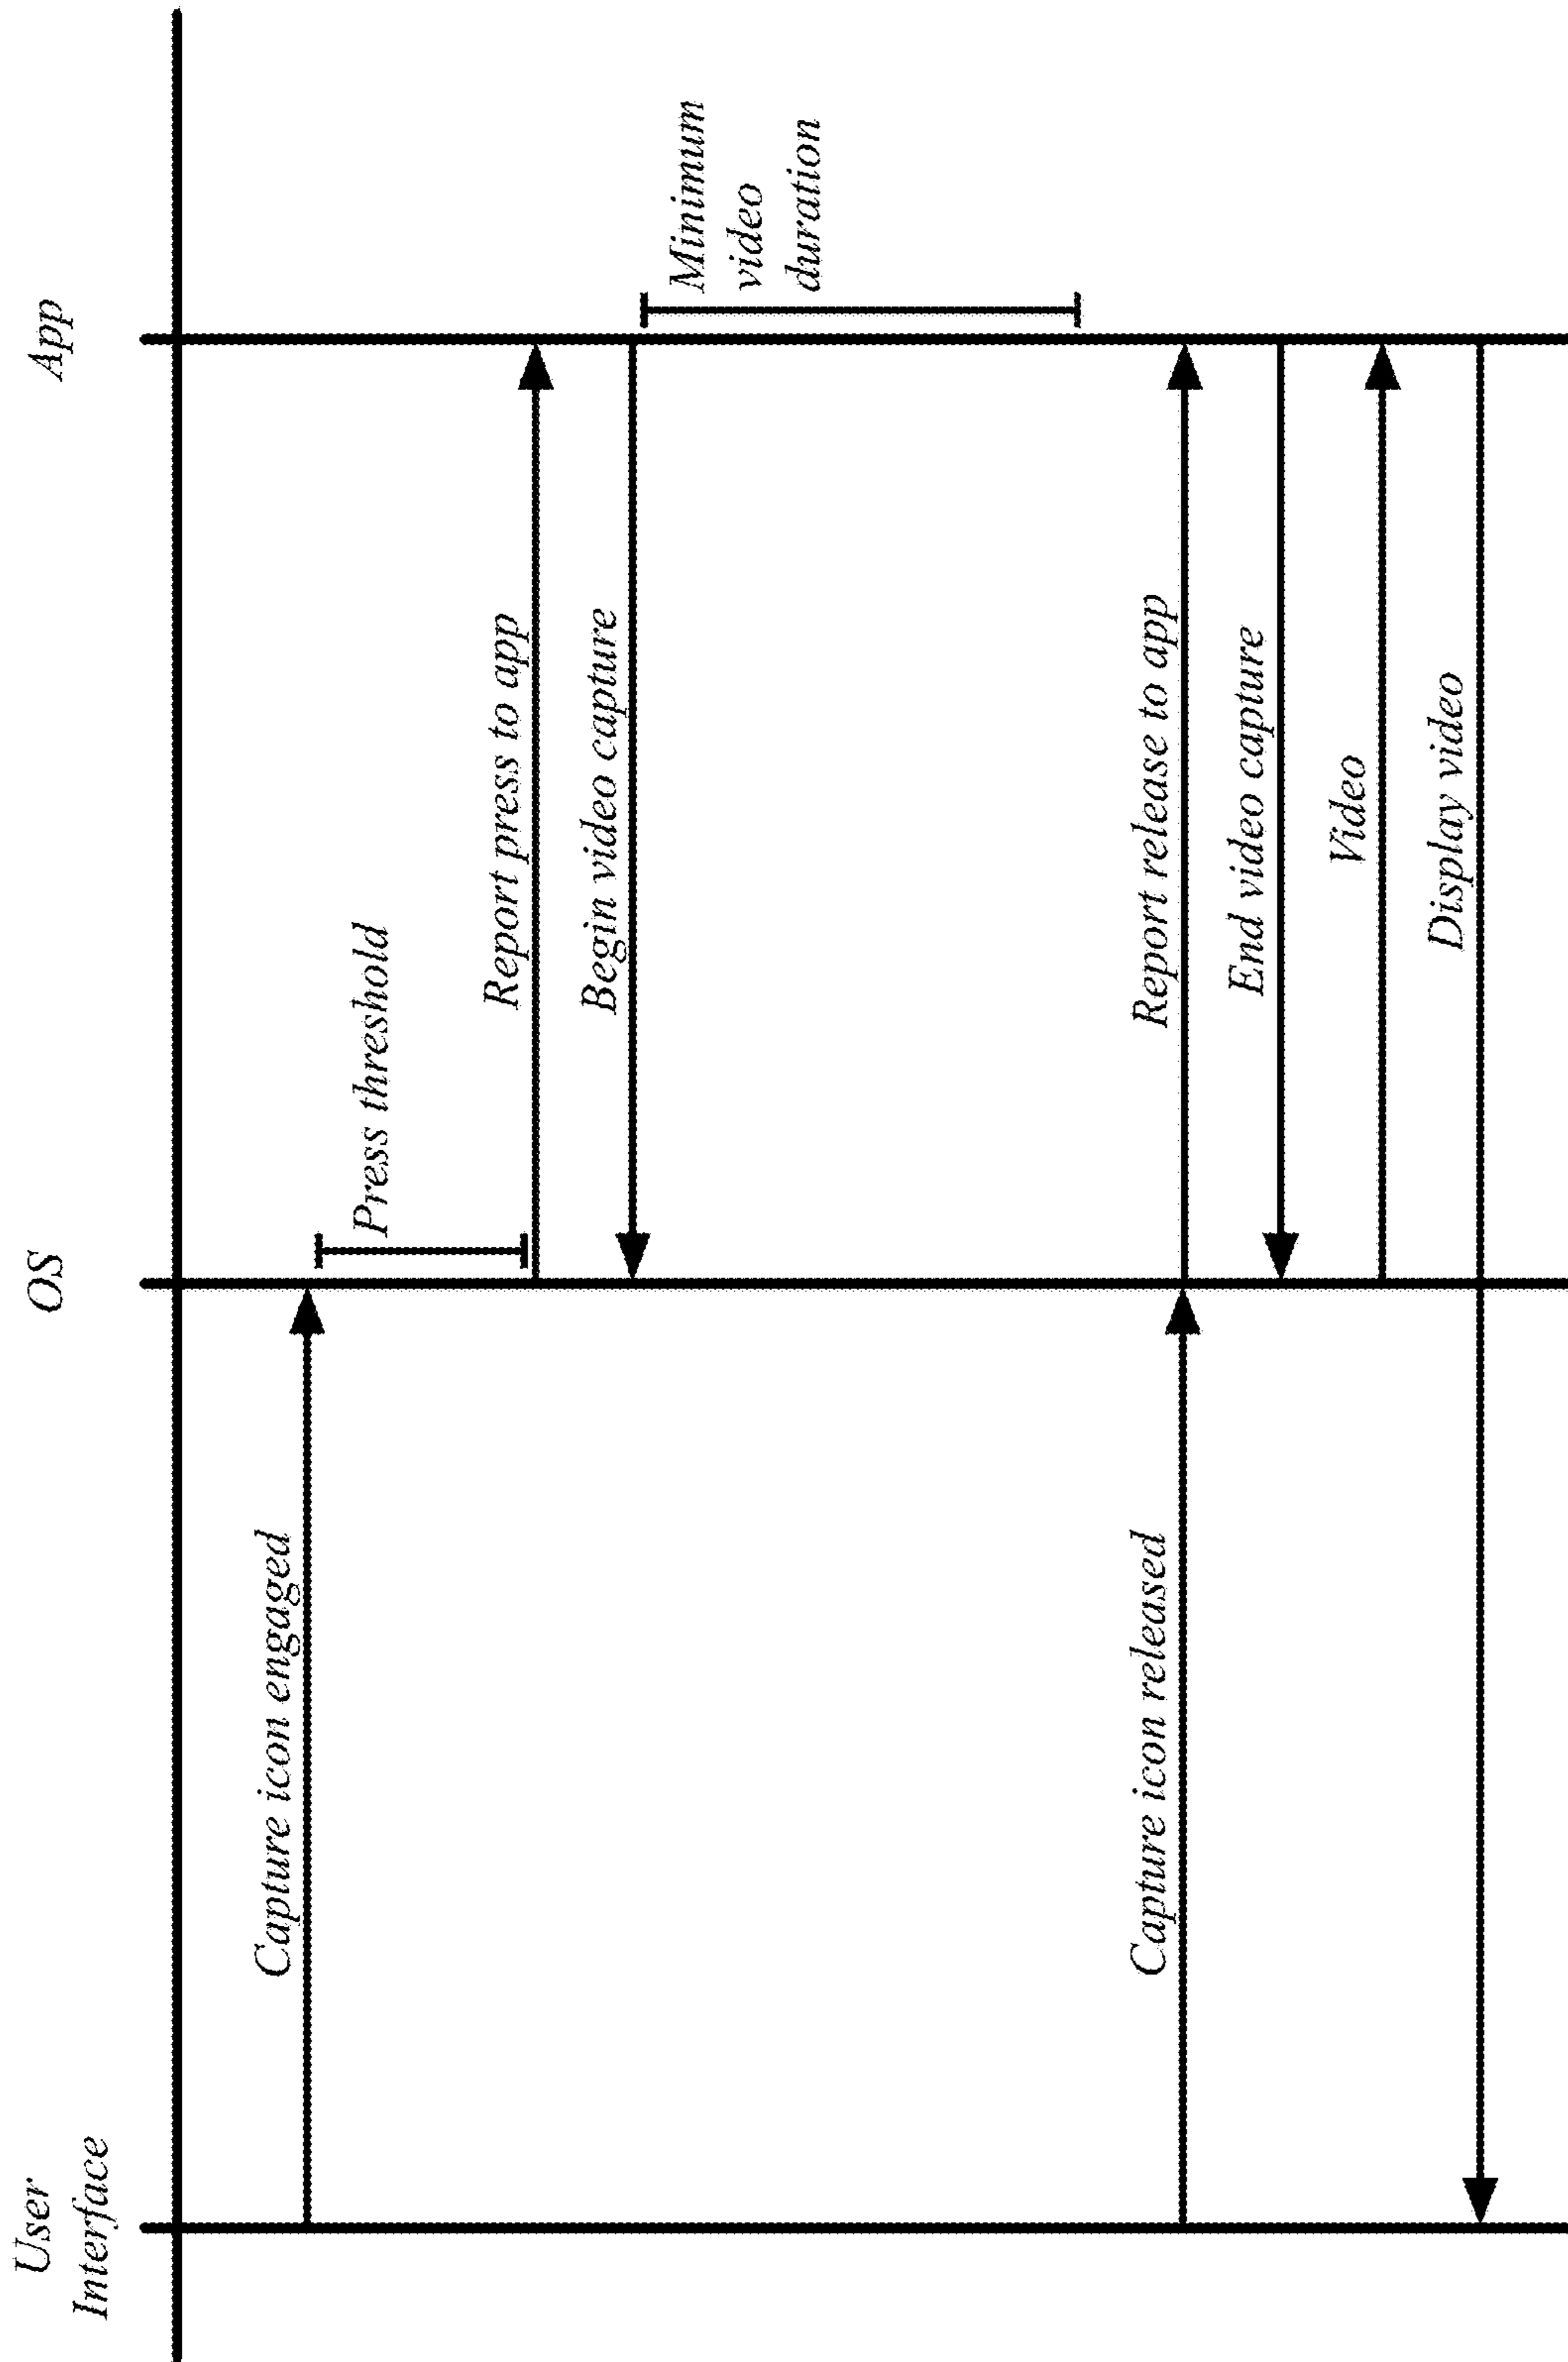 User
Interface
OS
App
Capture icon engaged
Press threshold
Report press to app
Begin video capture
Minimum
video
duration
Capture icon released
Report release to app
End video capture
Video
Display video